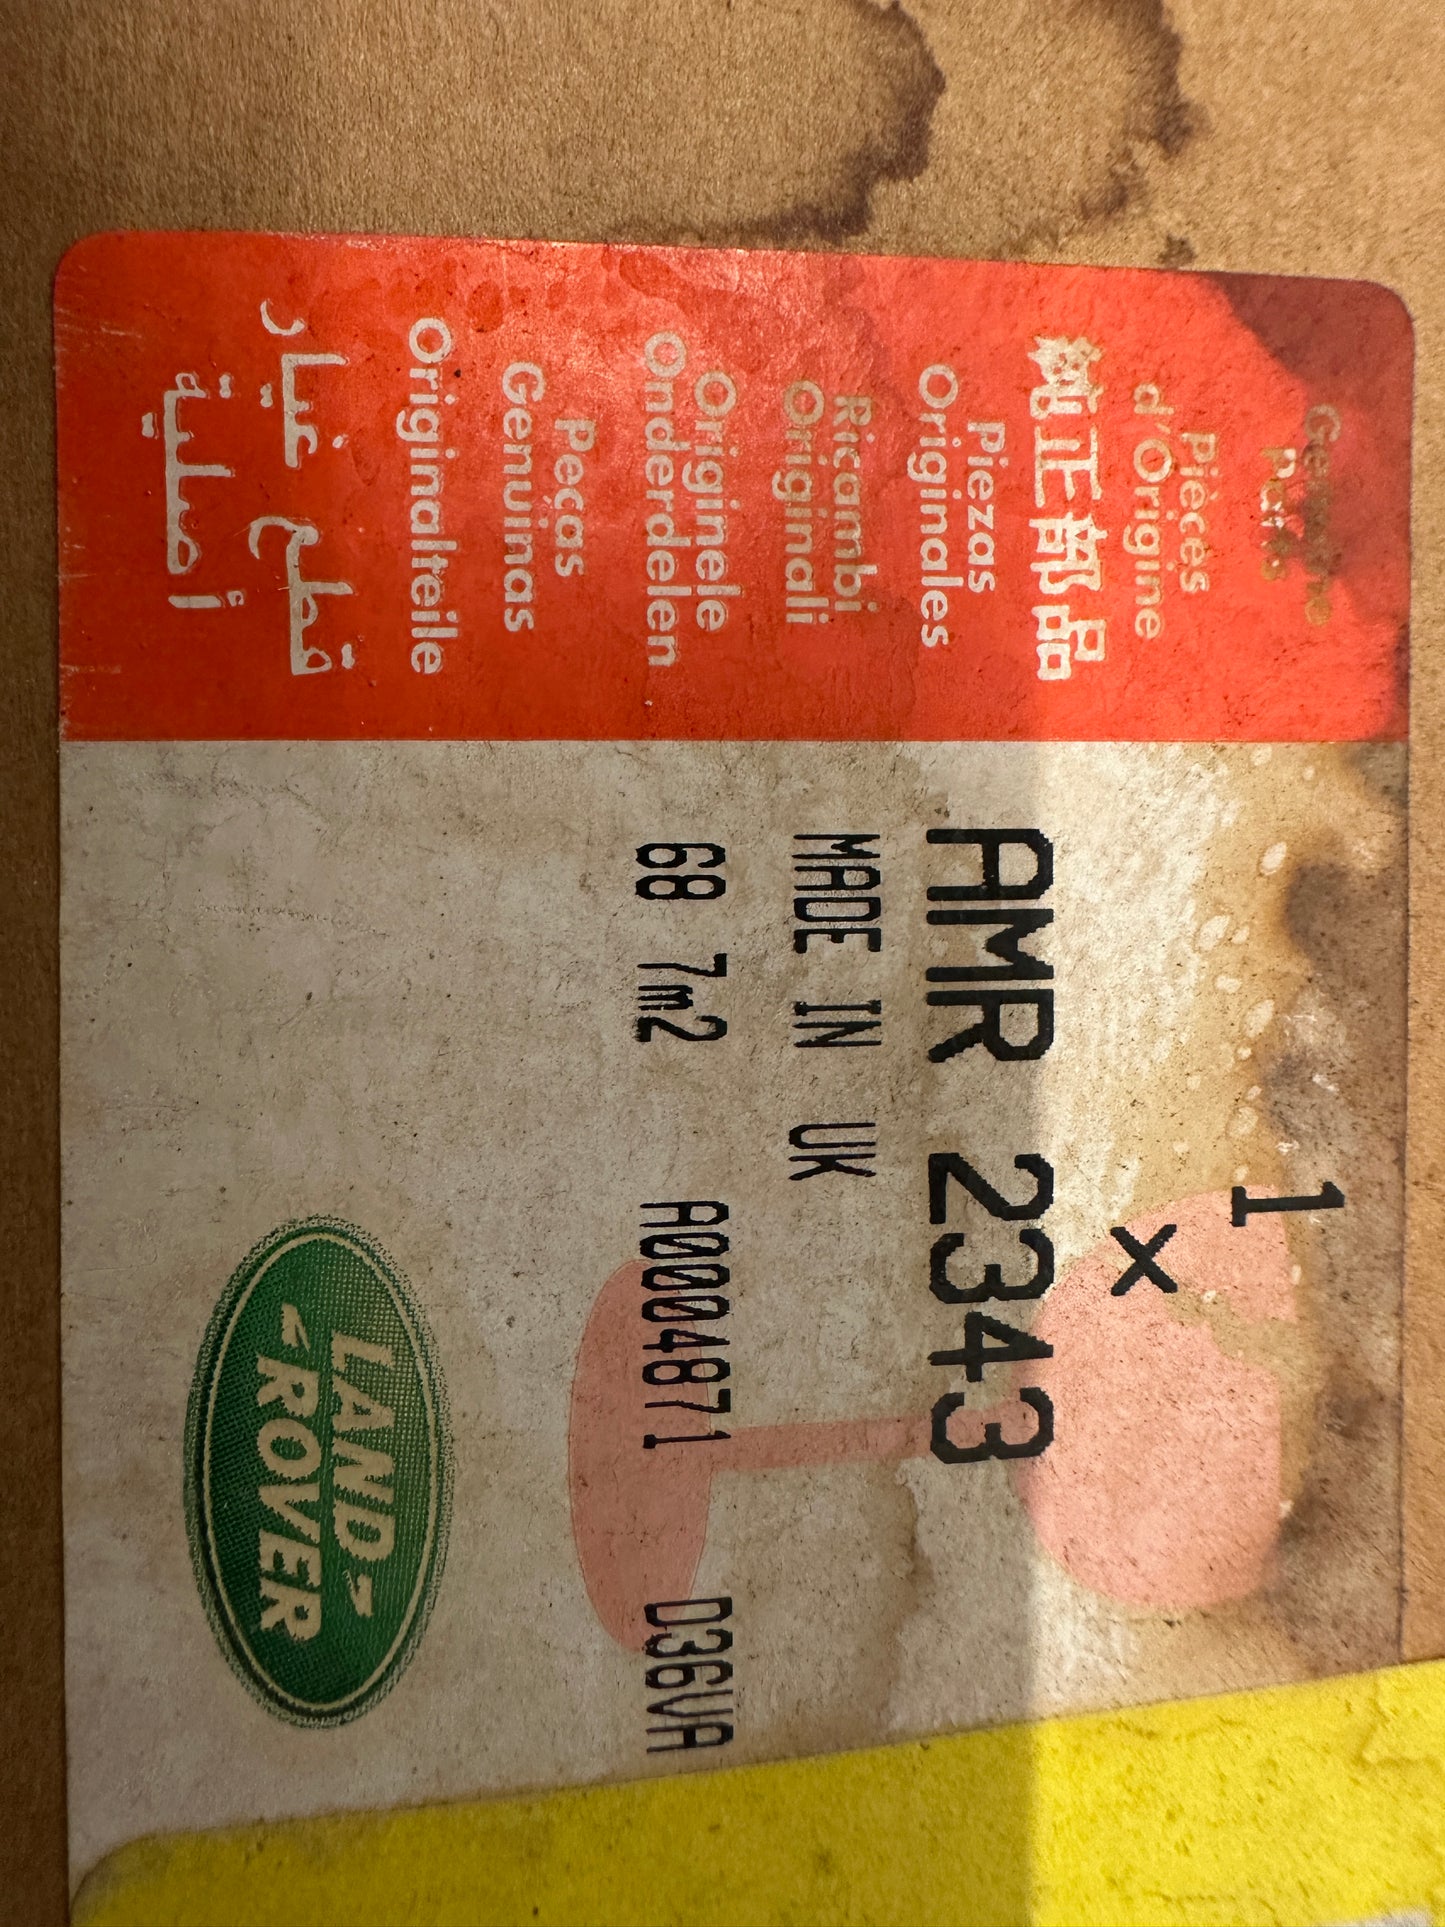 Genuine
Parts
Pièces
d'Origine
純正部品
Piezas
Originales
Ricambi
Originali
Originele
Onderdelen
Peças
Genuinas
Originalteile
قطع غيار
أصلية
1
×
AMR 2343
MADE IN UK
68 7m2 A0004871 D36VA
LAND
ROVER